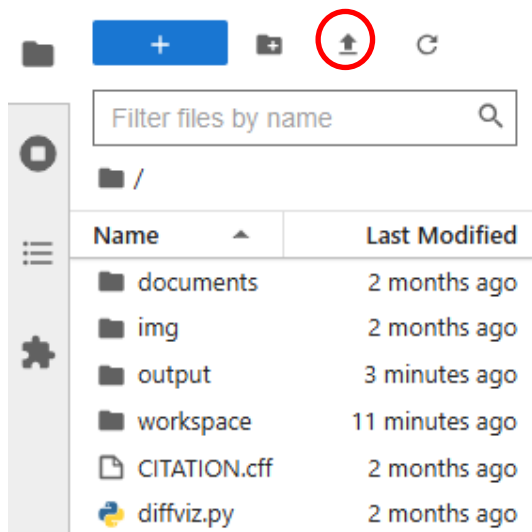 Filter files by name
/
Name Last Modified
documents 2 months ago
img 2 months ago
output 3 minutes ago
workspace 11 minutes ago
CITATION.cff 2 months ago
diffviz.py 2 months ago